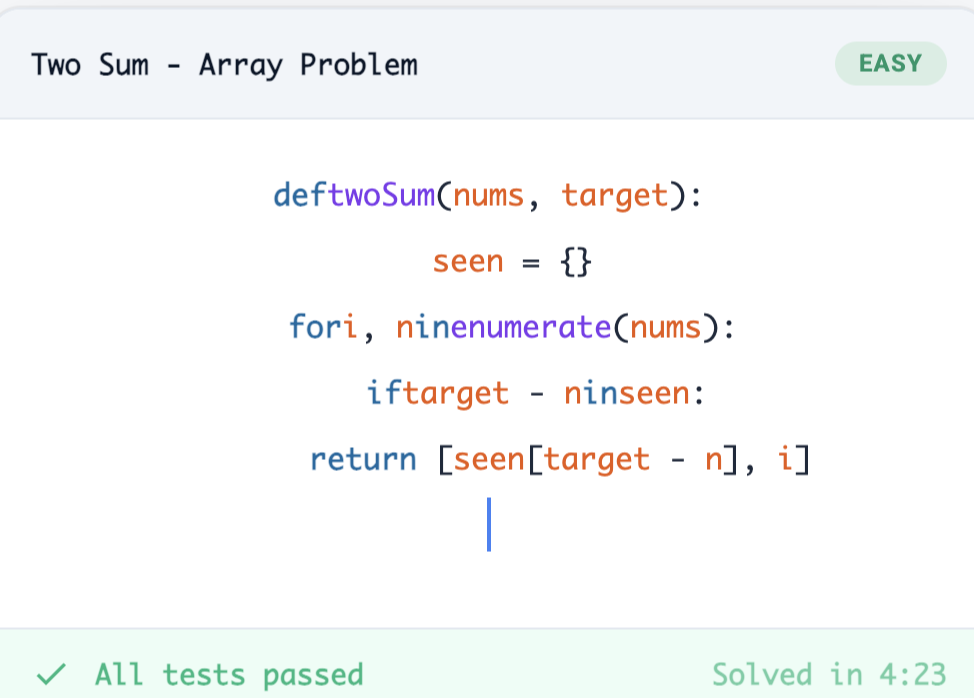 Two Sum - Array Problem
EASY
deftwoSum(nums, target):
seen = {}
fori, ninenumerate(nums):
iftarget - ninseen:
return [seen[target - n], i]
✓ All tests passed
Solved in 4:23